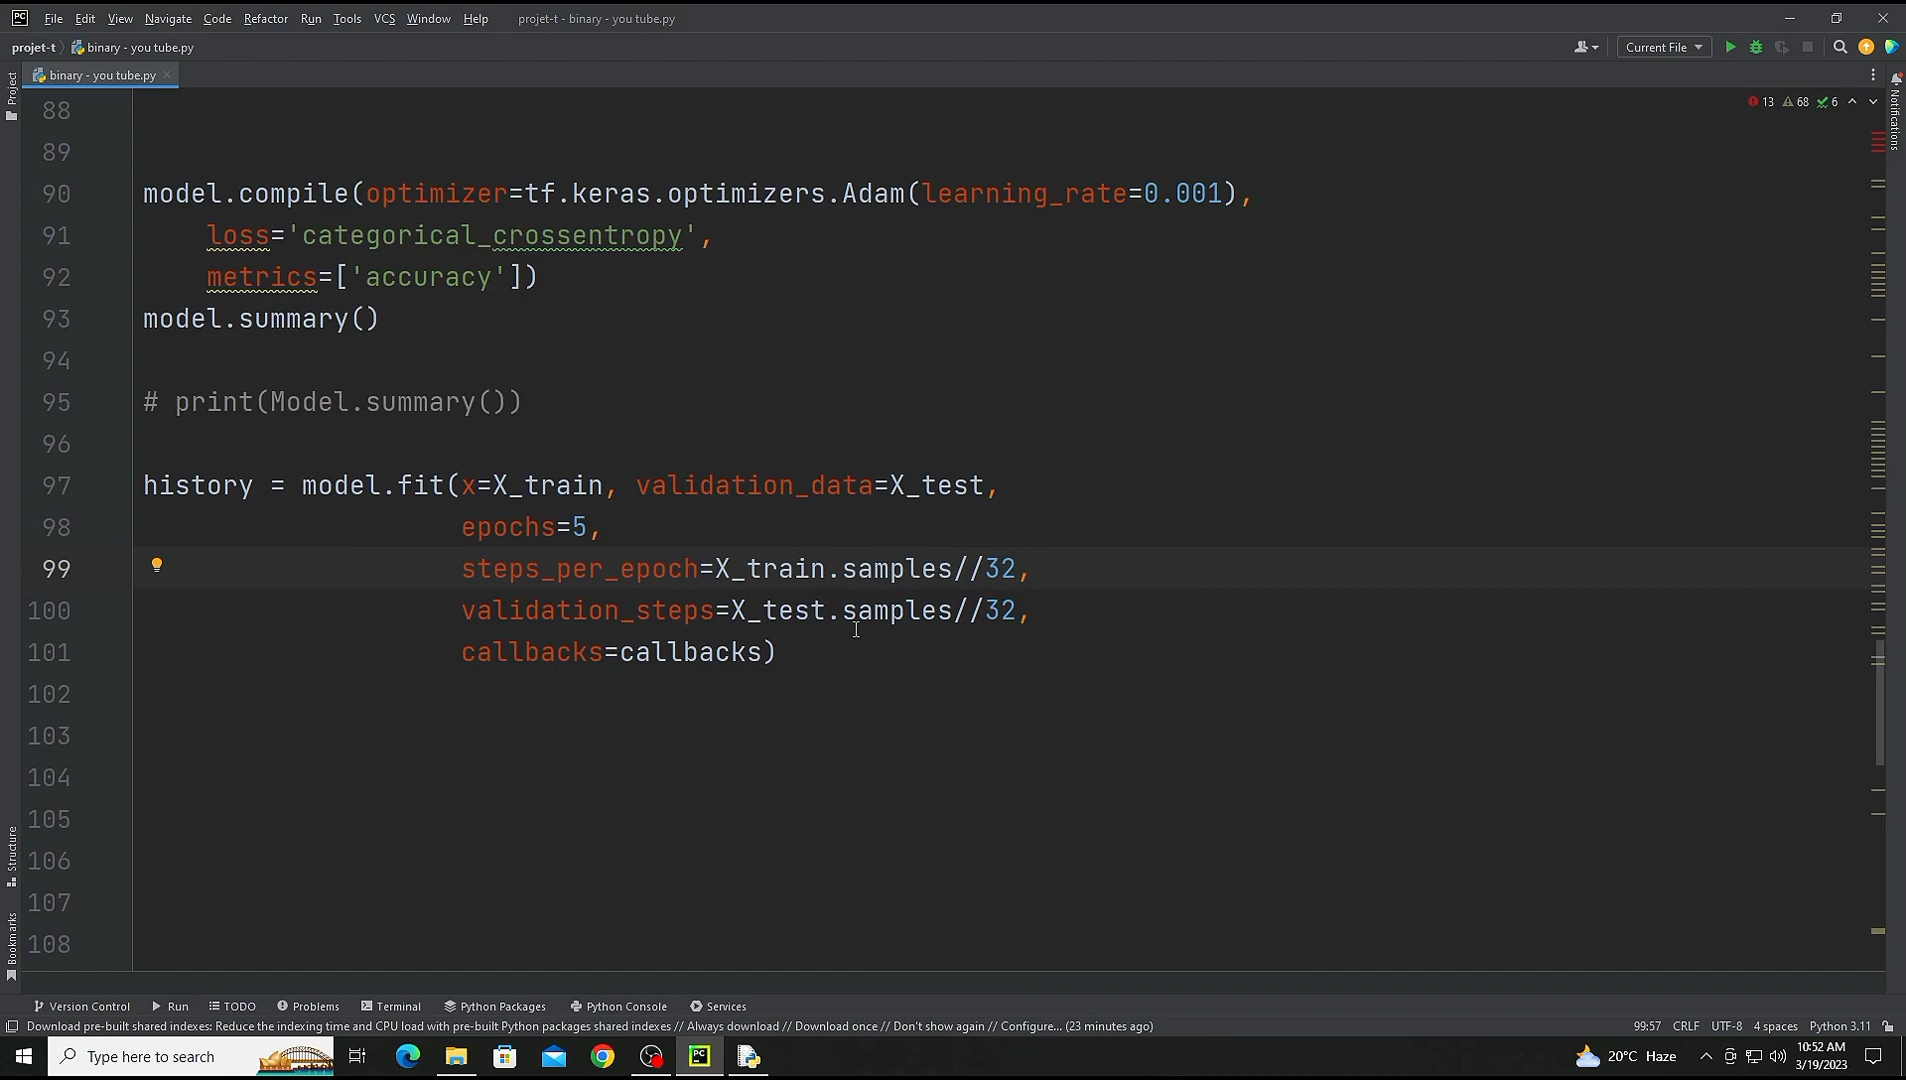 PC File Edit View Navigate Code Refactor Run Tools VCS Window Help projet-t - binary - you tube.py
projet-t binary - you tube.py Current File
binary - you tube.py
Project
Notifications
13 68 6
88
89
90 model.compile(optimizer=tf.keras.optimizers.Adam(learning_rate=0.001),
91 loss='categorical_crossentropy',
92 metrics=['accuracy'])
93 model.summary()
94
95 # print(Model.summary())
96
97 history = model.fit(x=X_train, validation_data=X_test,
98 epochs=5,
99 steps_per_epoch=X_train.samples//32,
100 validation_steps=X_test.samples//32,
101 callbacks=callbacks)
102
103
104
105
106
107
108
Structure
Bookmarks
Version Control Run TODO Problems Terminal Python Packages Python Console Services
Download pre-built shared indexes: Reduce the indexing time and CPU load with pre-built Python packages shared indexes // Always download // Download once // Don't show again // Configure... (23 minutes ago) 99:57 CRLF UTF-8 4 spaces Python 3.11
Type here to search PC 20°C Haze 10:52 AM
3/19/2023